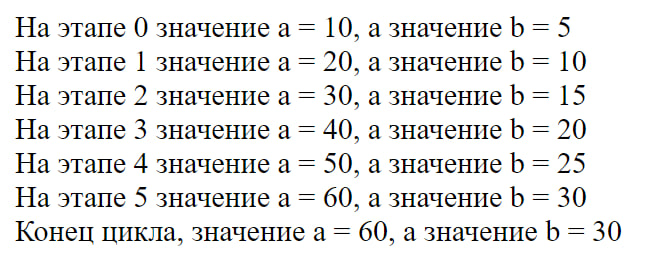 На этапе 0 значение a = 10, а значение b = 5
На этапе 1 значение a = 20, а значение b = 10
На этапе 2 значение a = 30, а значение b = 15
На этапе 3 значение a = 40, а значение b = 20
На этапе 4 значение a = 50, а значение b = 25
На этапе 5 значение a = 60, а значение b = 30
Конец цикла, значение a = 60, а значение b = 30